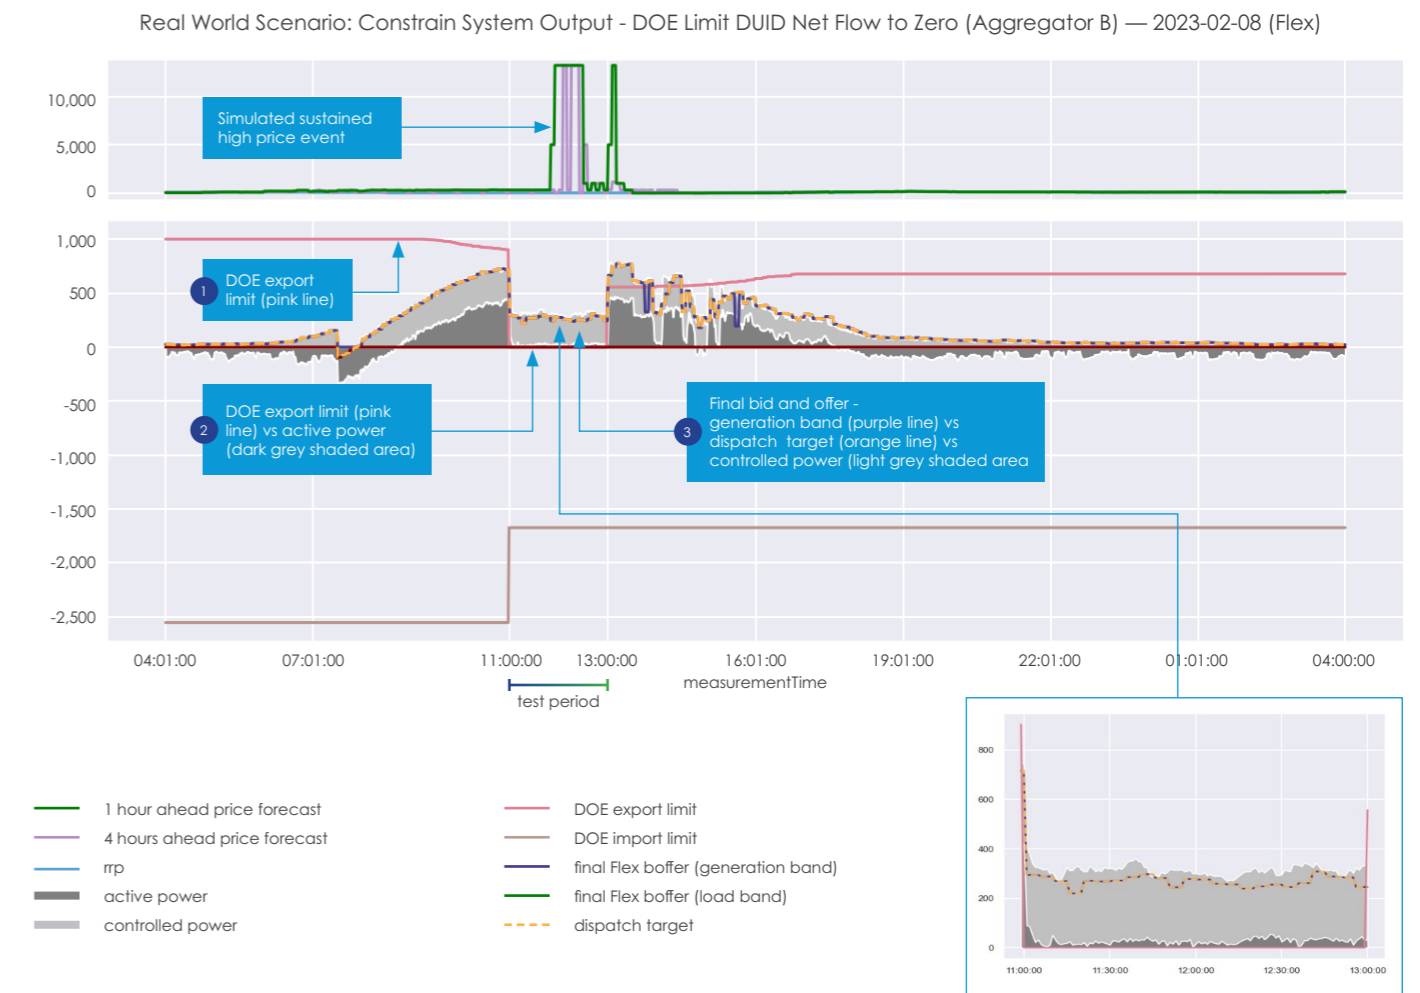 Real World Scenario: Constrain System Output - DOE Limit DUID Net Flow to Zero (Aggregator B) — 2023-02-08 (Flex)
10,000
5,000
0
Simulated sustained
high price event
1,000
500
0
-500
-1,000
-1,500
-2,000
-2,500
1
DOE export
limit (pink line)
2
DOE export limit (pink
line) vs active power
(dark grey shaded area)
3
Final bid and offer -
generation band (purple line) vs
dispatch target (orange line) vs
controlled power (light grey shaded area
04:01:00 07:01:00 11:00:00 13:00:00 16:01:00 19:01:00 22:01:00 01:01:00 04:00:00
measurementTime
test period
800
600
400
200
0
11:00:00 11:30:00 12:00:00 12:30:00 13:00:00
1 hour ahead price forecast
4 hours ahead price forecast
rrp
active power
controlled power
DOE export limit
DOE import limit
final Flex boffer (generation band)
final Flex boffer (load band)
dispatch target